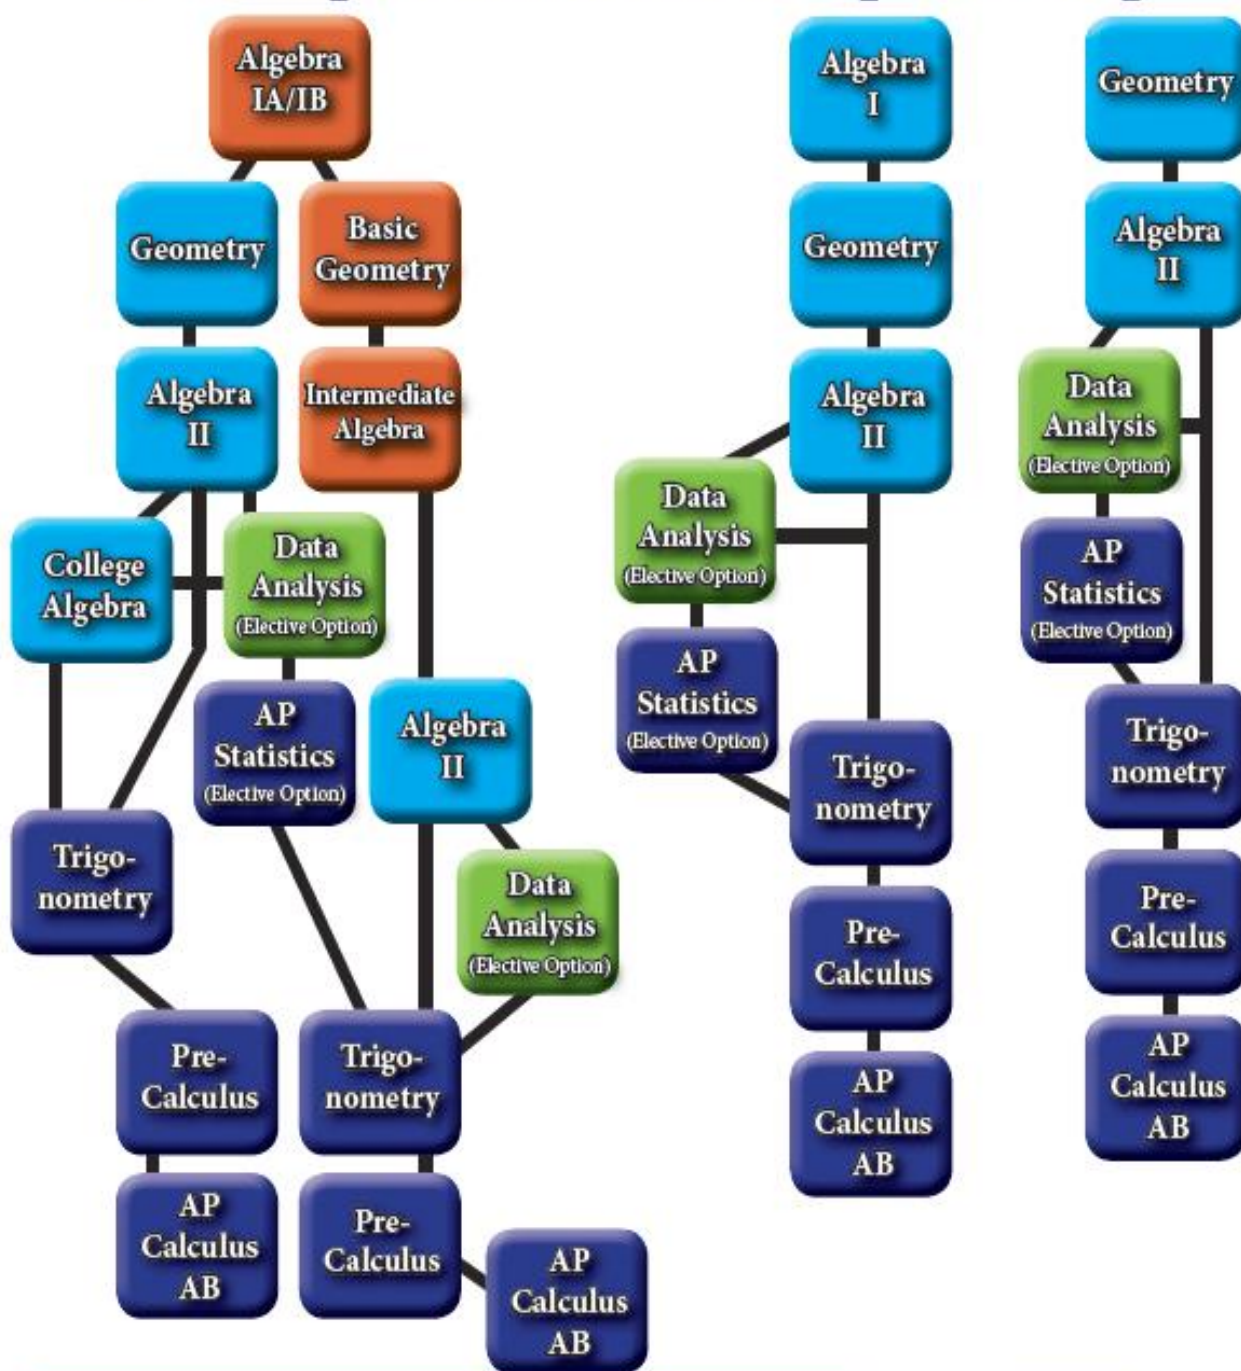 Algebra
IA/IB
Geometry
Basic
Geometry
Algebra
II
Intermediate
Algebra
College
Algebra
Data
Analysis
(Elective Option)
AP
Statistics
(Elective Option)
Algebra
II
Trigo-
nometry
Data
Analysis
(Elective Option)
Pre-
Calculus
Trigo-
nometry
AP
Calculus
AB
Pre-
Calculus
AP
Calculus
AB
Algebra
I
Geometry
Algebra
II
Data
Analysis
(Elective Option)
AP
Statistics
(Elective Option)
Trigo-
nometry
Pre-
Calculus
AP
Calculus
AB
Geometry
Algebra
II
Data
Analysis
(Elective Option)
AP
Statistics
(Elective Option)
Trigo-
nometry
Pre-
Calculus
AP
Calculus
AB